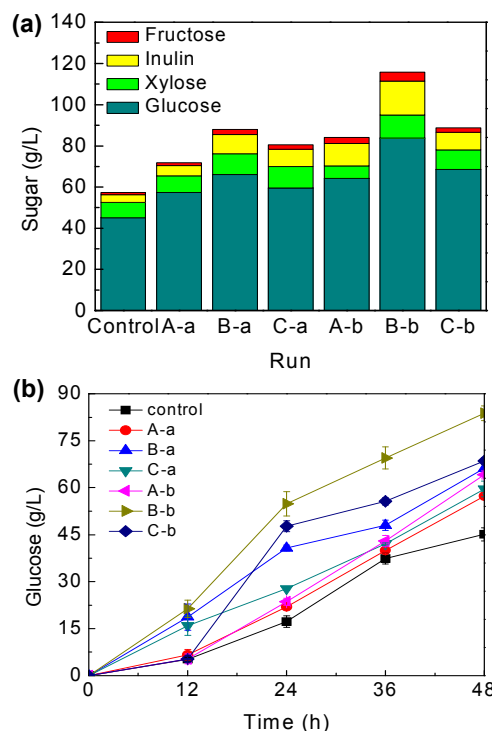 (a)
Fructose
Inulin
Xylose
Glucose
Sugar (g/L)
140
120
100
80
60
40
20
0
Control A-a B-a C-a A-b B-b C-b
Run
(b)
control
A-a
B-a
C-a
A-b
B-b
C-b
Glucose (g/L)
90
75
60
45
30
15
0
0 12 24 36 48
Time (h)